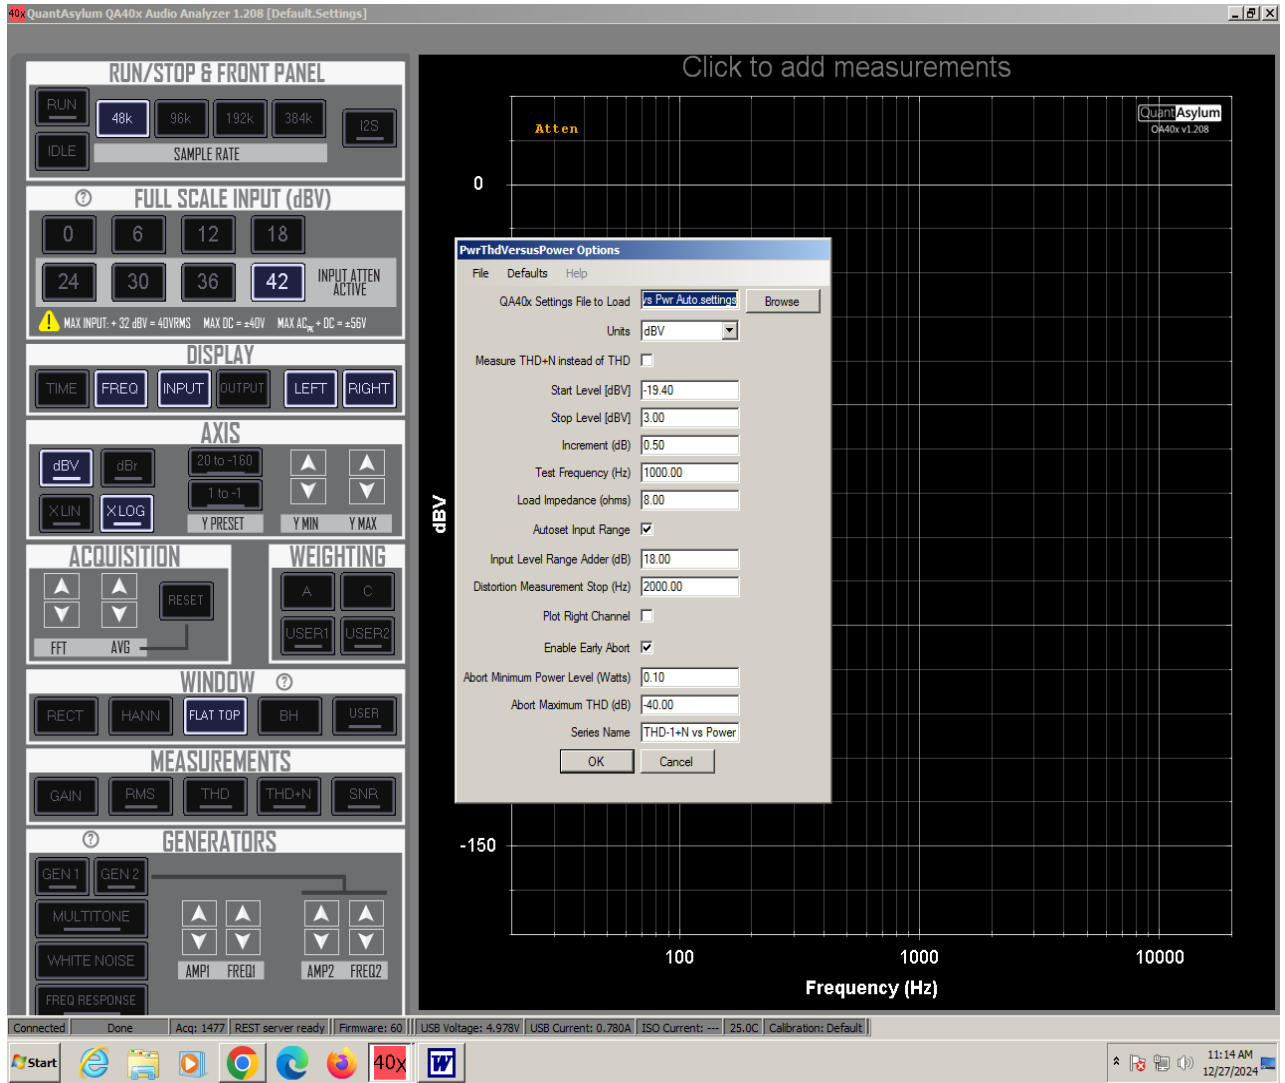 40x QuantAsylum QA40x Audio Analyzer 1.208 [Default.Settings]
RUN/STOP & FRONT PANEL
RUN
48k 96k 192k 384k
I2S
IDLE
SAMPLE RATE
? FULL SCALE INPUT (dBV)
0 6 12 18
24 30 36 42
INPUT ATTEN
ACTIVE
MAX INPUT: + 32 dBV = 40VRMS MAX DC = ±40V MAX ACPK + DC = ±56V
DISPLAY
TIME FREQ INPUT OUTPUT LEFT RIGHT
AXIS
dBV dBr 20 to -160
1 to -1
XLIN XLOG
Y PRESET Y MIN Y MAX
ACQUISITION
RESET
FFT AVG
WEIGHTING
A C
USER1 USER2
WINDOW ?
RECT HANN FLAT TOP BH USER
MEASUREMENTS
GAIN RMS THD THD+N SNR
? GENERATORS
GEN 1 GEN 2
MULTITONE
WHITE NOISE
AMP1 FREQ1 AMP2 FREQ2
FREQ RESPONSE
Click to add measurements
Atten
QuantAsylum
QA40x v1.208
0
dBV
-150
100 1000 10000
Frequency (Hz)
PwrThdVersusPower Options
File Defaults Help
QA40x Settings File to Load vs Pwr Auto.settings Browse
Units dBV
Measure THD+N instead of THD
Start Level [dBV] -19.40
Stop Level [dBV] 3.00
Increment (dB) 0.50
Test Frequency (Hz) 1000.00
Load Impedance (ohms) 8.00
Autoset Input Range
Input Level Range Adder (dB) 18.00
Distortion Measurement Stop (Hz) 2000.00
Plot Right Channel
Enable Early Abort
Abort Minimum Power Level (Watts) 0.10
Abort Maximum THD (dB) -40.00
Series Name THD-1+N vs Power
OK Cancel
Connected Done Acq: 1477 REST server ready Firmware: 60 USB Voltage: 4.978V USB Current: 0.780A ISO Current: --- 25.0C Calibration: Default
Start 40x W 11:14 AM
12/27/2024